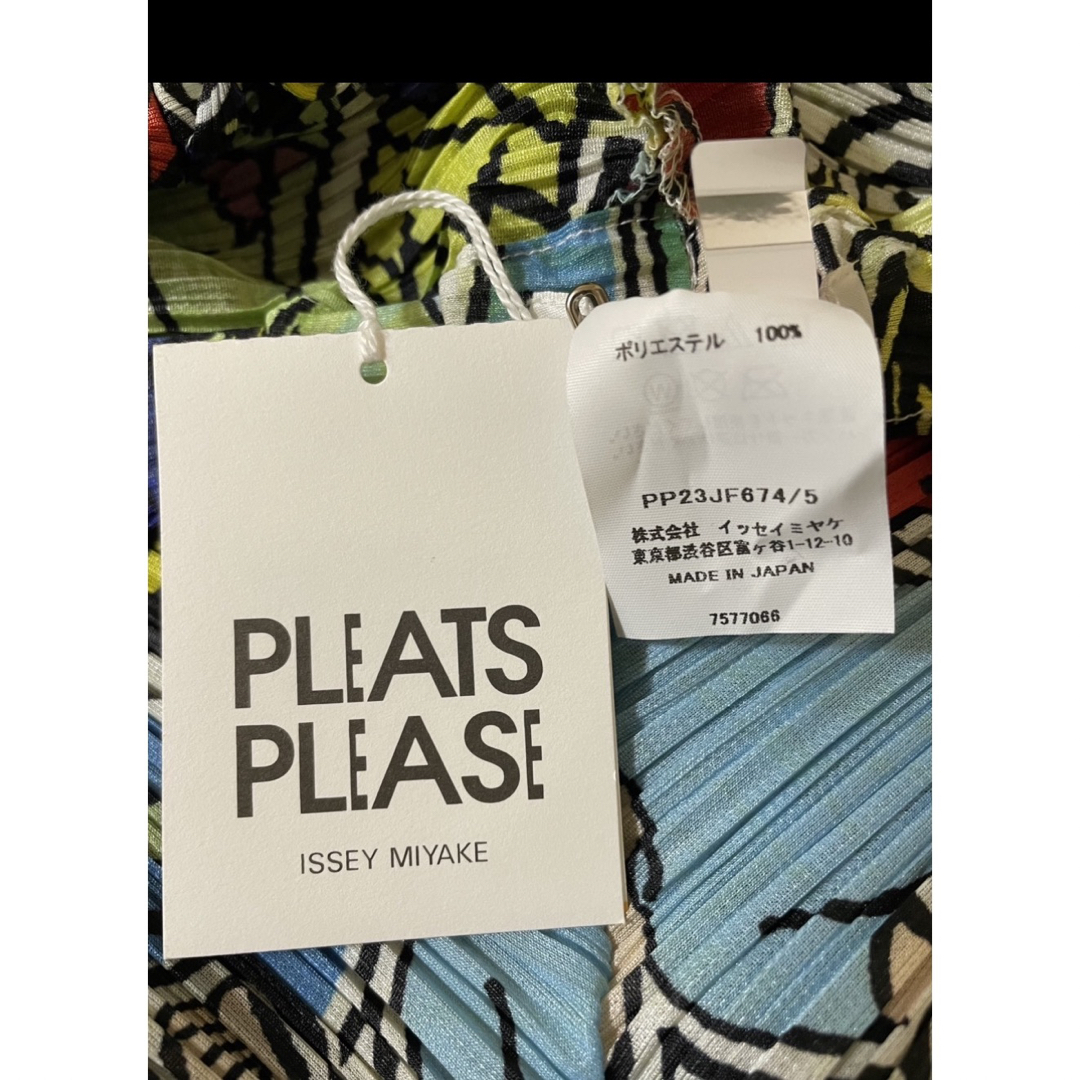 PLEATS
PLEASE
ISSEY MIYAKE
ポリエステル 100%
PP23JF674/5
株式会社 イッセイミヤケ
東京都渋谷区富ヶ谷1-12-10
MADE IN JAPAN
7577066